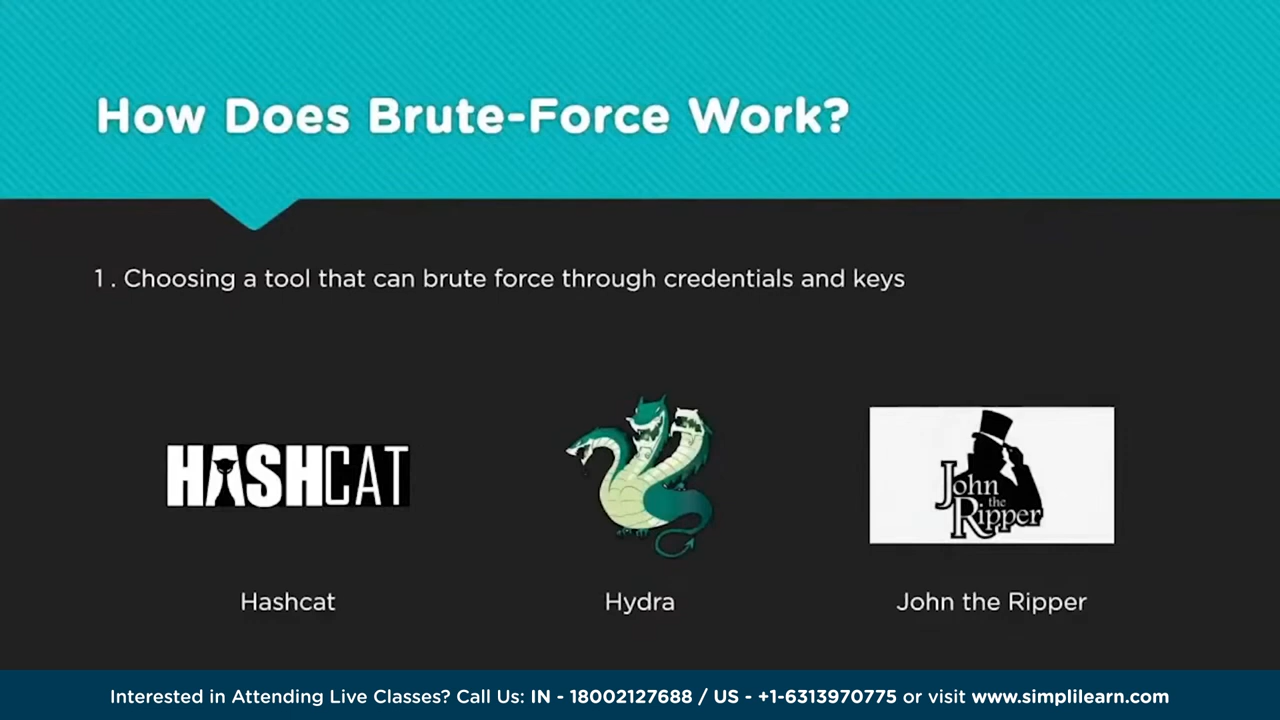 How Does Brute-Force Work?
1. Choosing a tool that can brute force through credentials and keys
HASHCAT
John
the
Ripper
Hashcat
Hydra
John the Ripper
Interested in Attending Live Classes? Call Us: IN - 18002127688 / US - +1-6313970775 or visit www.simplilearn.com